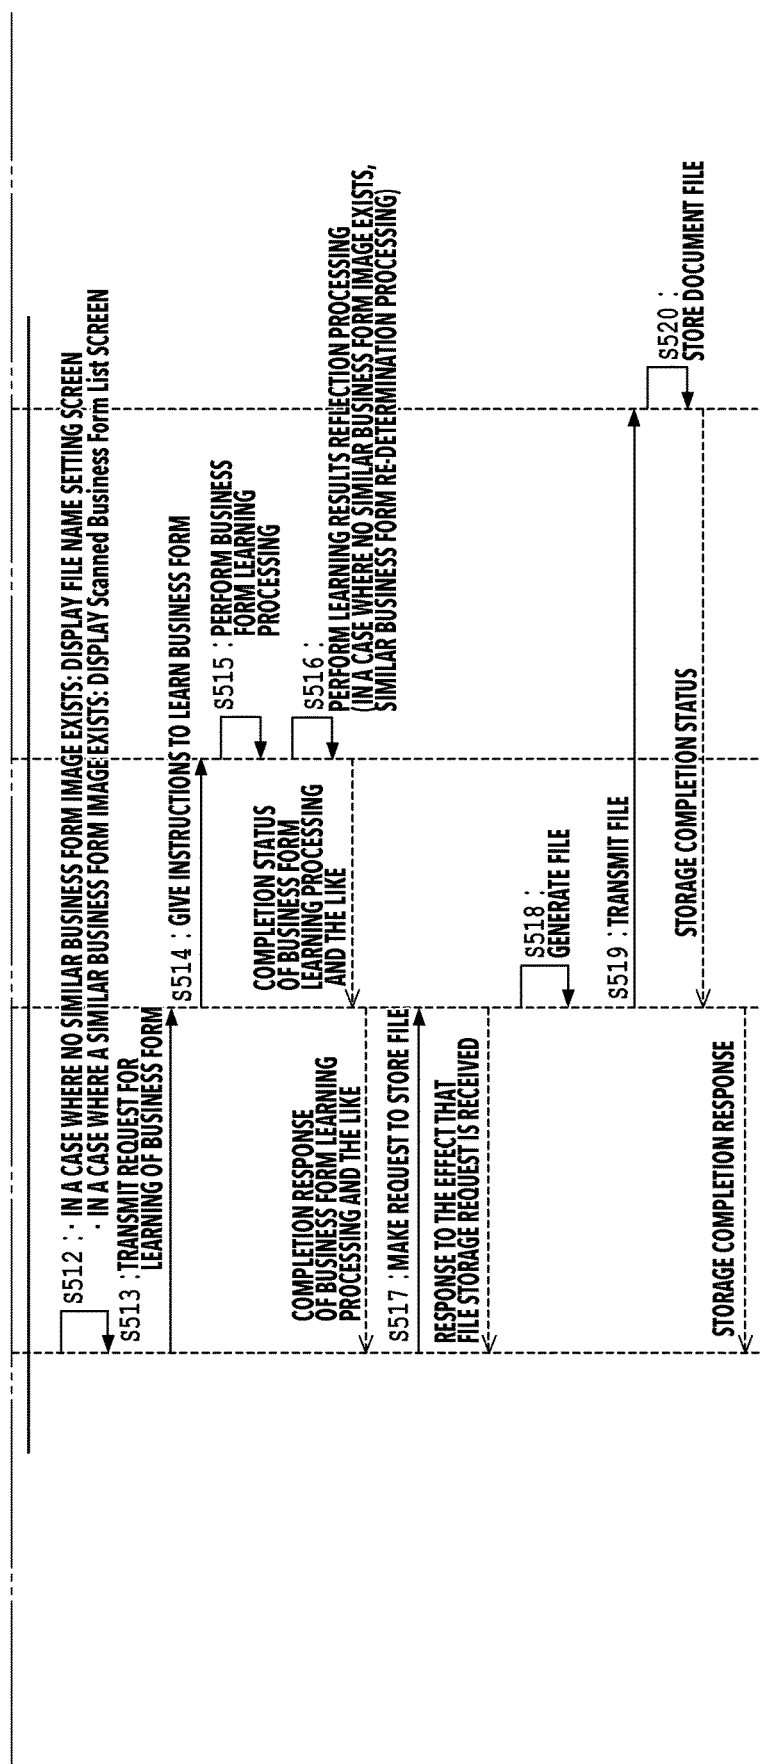 S512 : · IN A CASE WHERE NO SIMILAR BUSINESS FORM IMAGE EXISTS: DISPLAY FILE NAME SETTING SCREEN
· IN A CASE WHERE A SIMILAR BUSINESS FORM IMAGE EXISTS: DISPLAY Scanned Business Form List SCREEN
S513 : TRANSMIT REQUEST FOR
LEARNING OF BUSINESS FORM
S514 : GIVE INSTRUCTIONS TO LEARN BUSINESS FORM
S515 : PERFORM BUSINESS
FORM LEARNING
PROCESSING
S516 :
PERFORM LEARNING RESULTS REFLECTION PROCESSING
(IN A CASE WHERE NO SIMILAR BUSINESS FORM IMAGE EXISTS,
SIMILAR BUSINESS FORM RE-DETERMINATION PROCESSING)
COMPLETION STATUS
OF BUSINESS FORM
LEARNING PROCESSING
AND THE LIKE
COMPLETION RESPONSE
OF BUSINESS FORM LEARNING
PROCESSING AND THE LIKE
S517 : MAKE REQUEST TO STORE FILE
RESPONSE TO THE EFFECT THAT
FILE STORAGE REQUEST IS RECEIVED
S518 :
GENERATE FILE
S519 : TRANSMIT FILE
S520 :
STORE DOCUMENT FILE
STORAGE COMPLETION STATUS
STORAGE COMPLETION RESPONSE